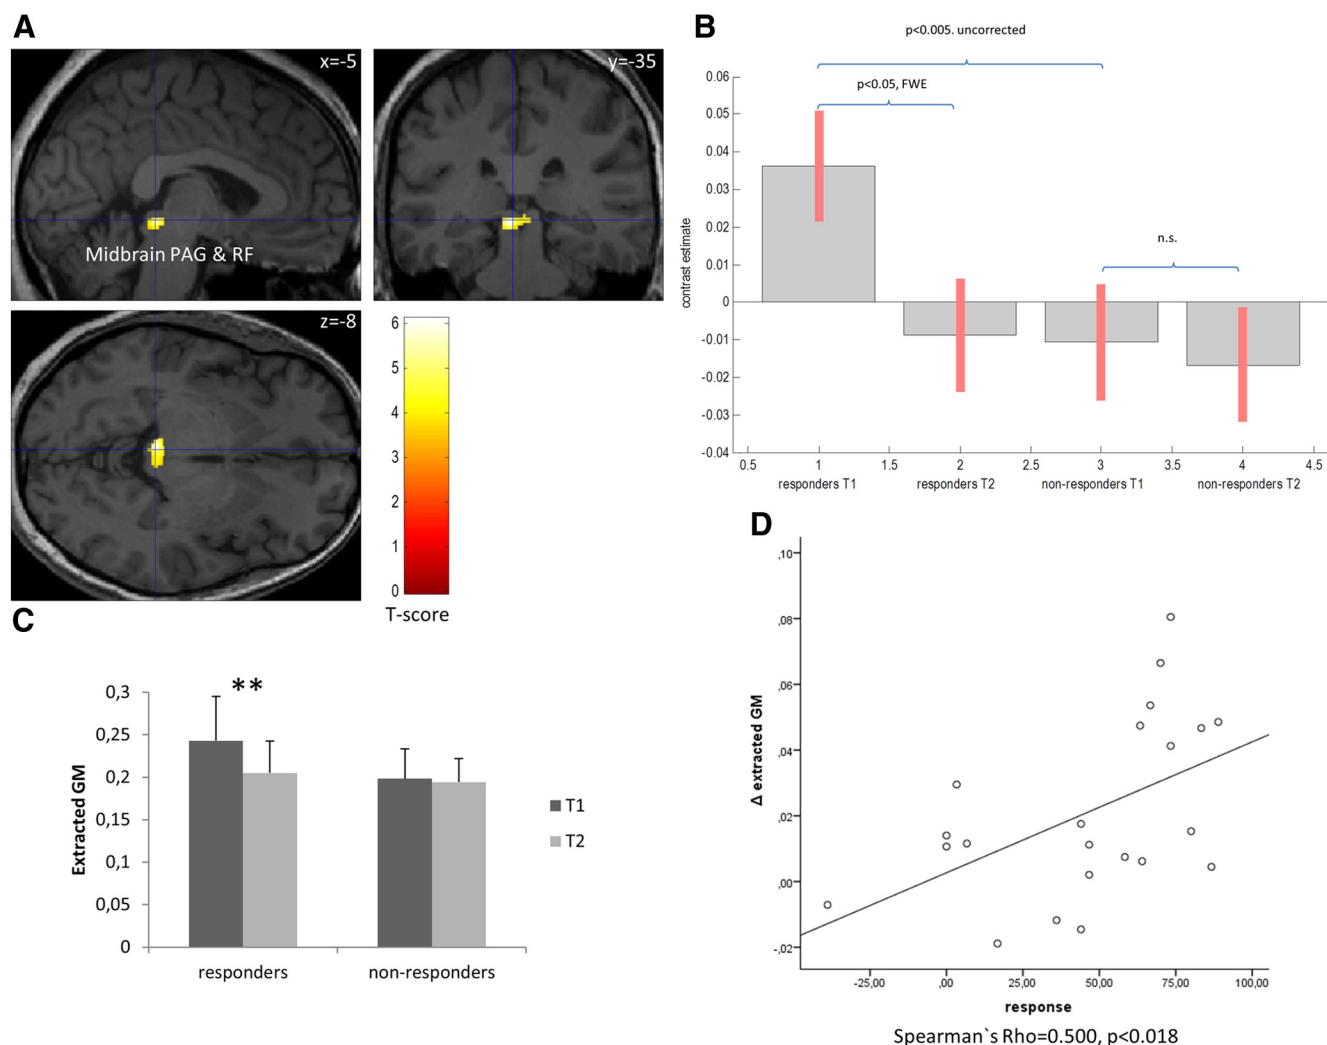 A
x=-5
y=-35
Midbrain PAG & RF
z=-8
6
5
4
3
2
1
0
T-score
B
p<0.005. uncorrected
p<0.05, FWE
n.s.
contrast estimate
0.06
0.05
0.04
0.03
0.02
0.01
0
-0.01
-0.02
-0.03
-0.04
0.5 1 1.5 2 2.5 3 3.5 4 4.5
responders T1 responders T2 non-responders T1 non-responders T2
C
**
Extracted GM
0,3
0,25
0,2
0,15
0,1
0,05
0
responders non-responders
T1
T2
D
Δ extracted GM
,10
,08
,06
,04
,02
,00
-,02
-25,00 ,00 25,00 50,00 75,00 100,00
response
Spearman`s Rho=0.500, p<0.018